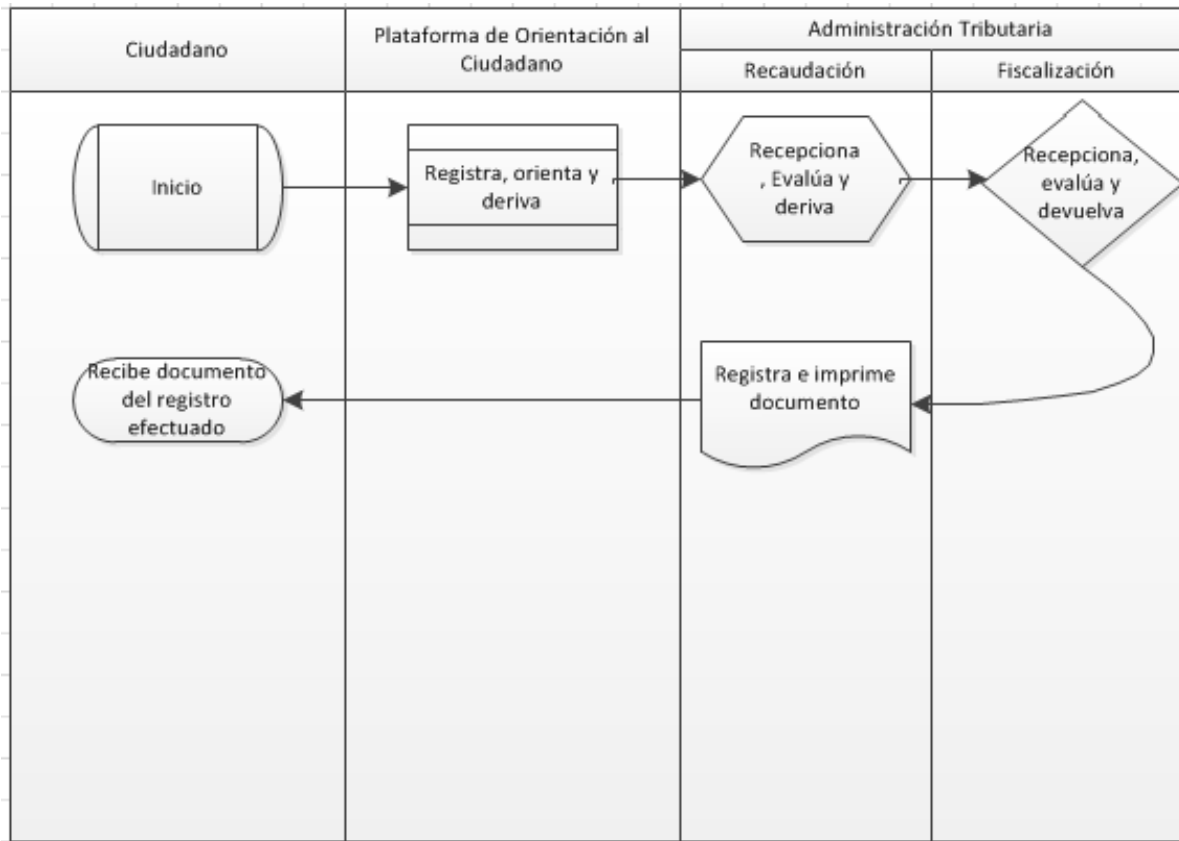 Ciudadano
Plataforma de Orientación al
Ciudadano
Administración Tributaria
Recaudación
Fiscalización
Inicio
Registra, orienta y
deriva
Recepciona
, Evalúa y
deriva
Recepciona,
evalúa y
devuelva
Recibe documento
del registro
efectuado
Registra e imprime
documento